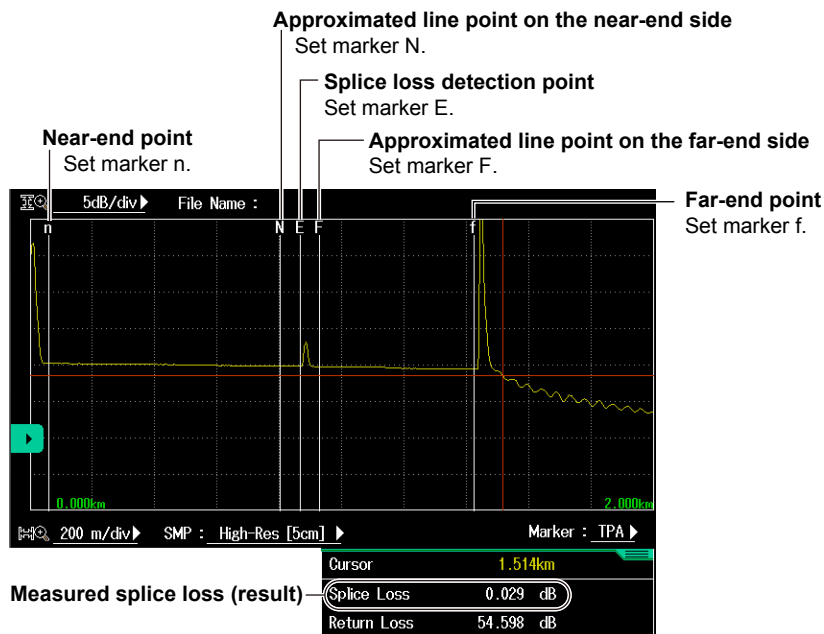 Approximated line point on the near-end side
Set marker N.
Splice loss detection point
Set marker E.
Near-end point
Set marker n.
Approximated line point on the far-end side
Set marker F.
Far-end point
Set marker f.
5dB/div File Name :
n N E F f
0.000km 2.000km
200 m/div SMP : High-Res [5cm] Marker : TPA
Cursor 1.514km
Measured splice loss (result) Splice Loss 0.029 dB
Return Loss 54.598 dB